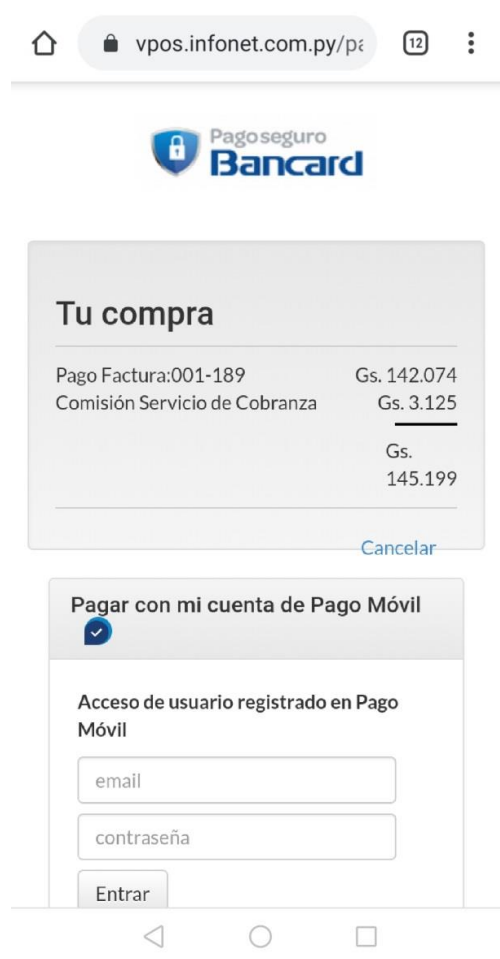 vpos.infonet.com.py/pa
12
Pago seguro
Bancard
Tu compra
Pago Factura:001-189 Gs. 142.074
Comisión Servicio de Cobranza Gs. 3.125
Gs.
145.199
Cancelar
Pagar con mi cuenta de Pago Móvil
Acceso de usuario registrado en Pago
Móvil
email
contraseña
Entrar